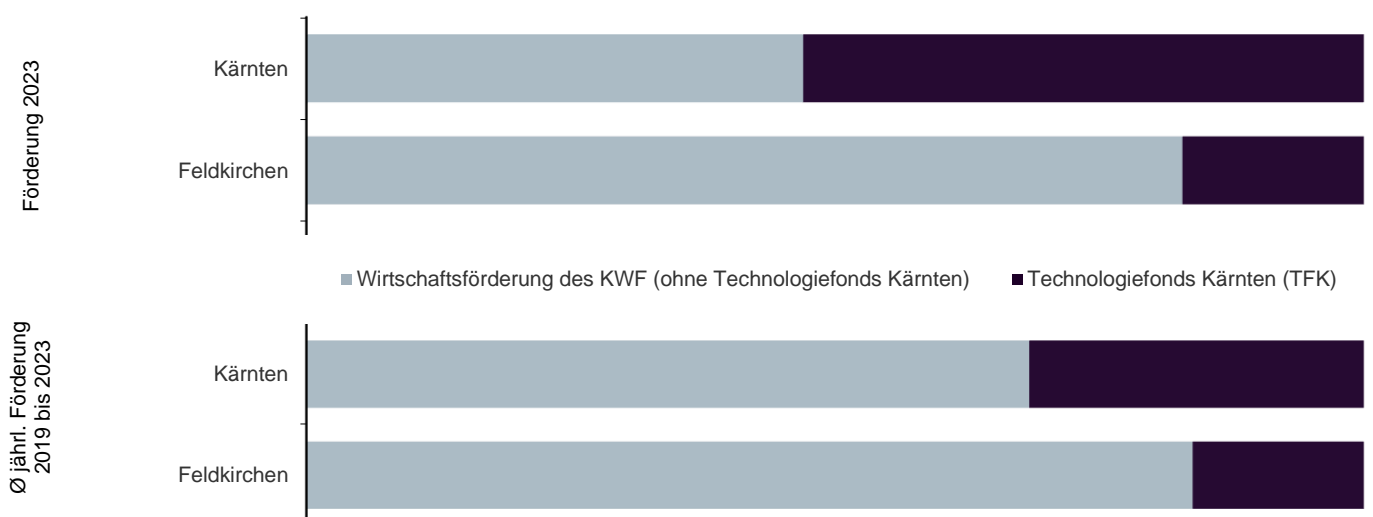 Förderung 2023
Kärnten
Feldkirchen
Wirtschaftsförderung des KWF (ohne Technologiefonds Kärnten)
Technologiefonds Kärnten (TFK)
Ø jährl. Förderung
2019 bis 2023
Kärnten
Feldkirchen